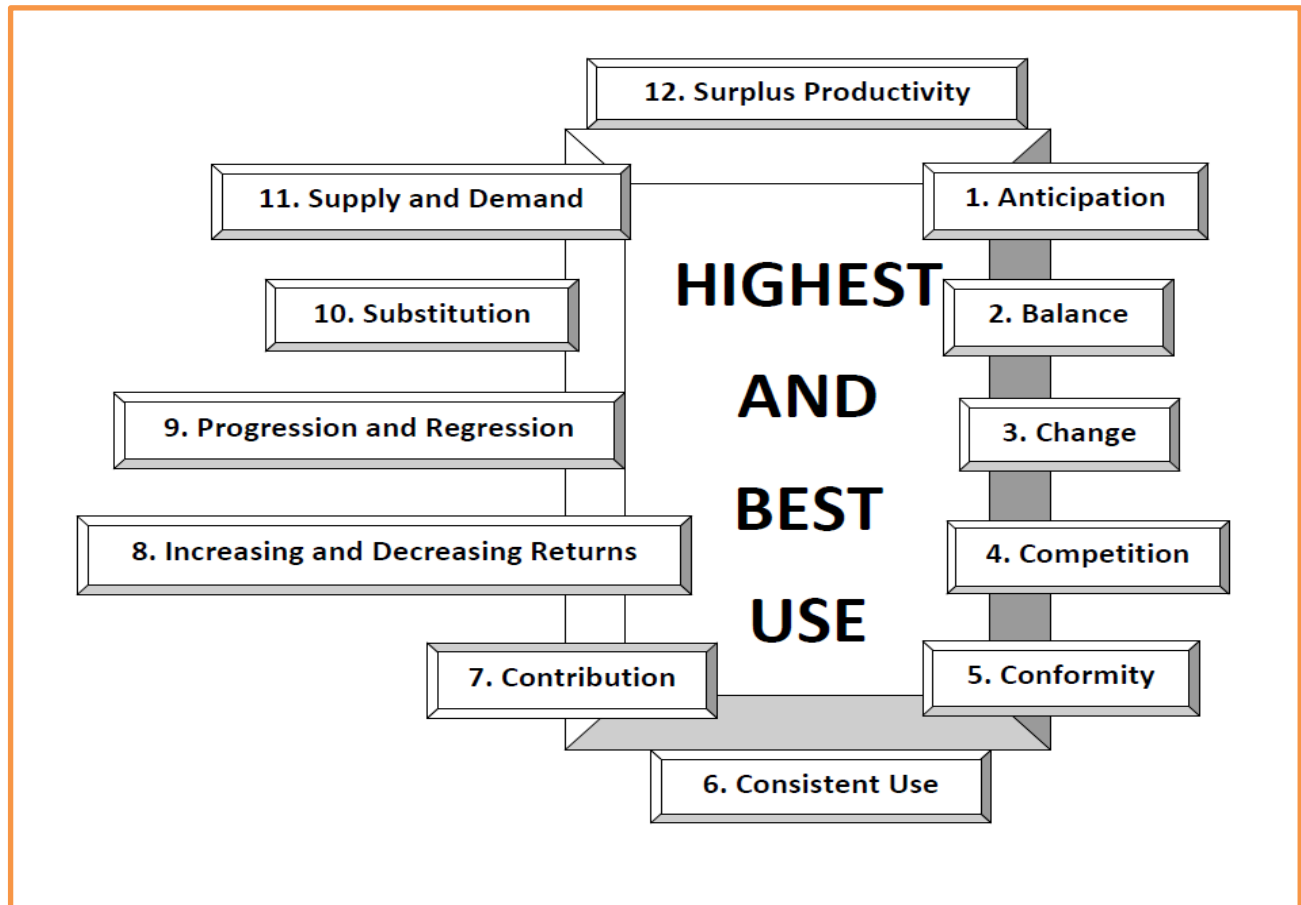 12. Surplus Productivity
11. Supply and Demand
1. Anticipation
HIGHEST
10. Substitution
2. Balance
AND
9. Progression and Regression
3. Change
BEST
8. Increasing and Decreasing Returns
4. Competition
USE
7. Contribution
5. Conformity
6. Consistent Use